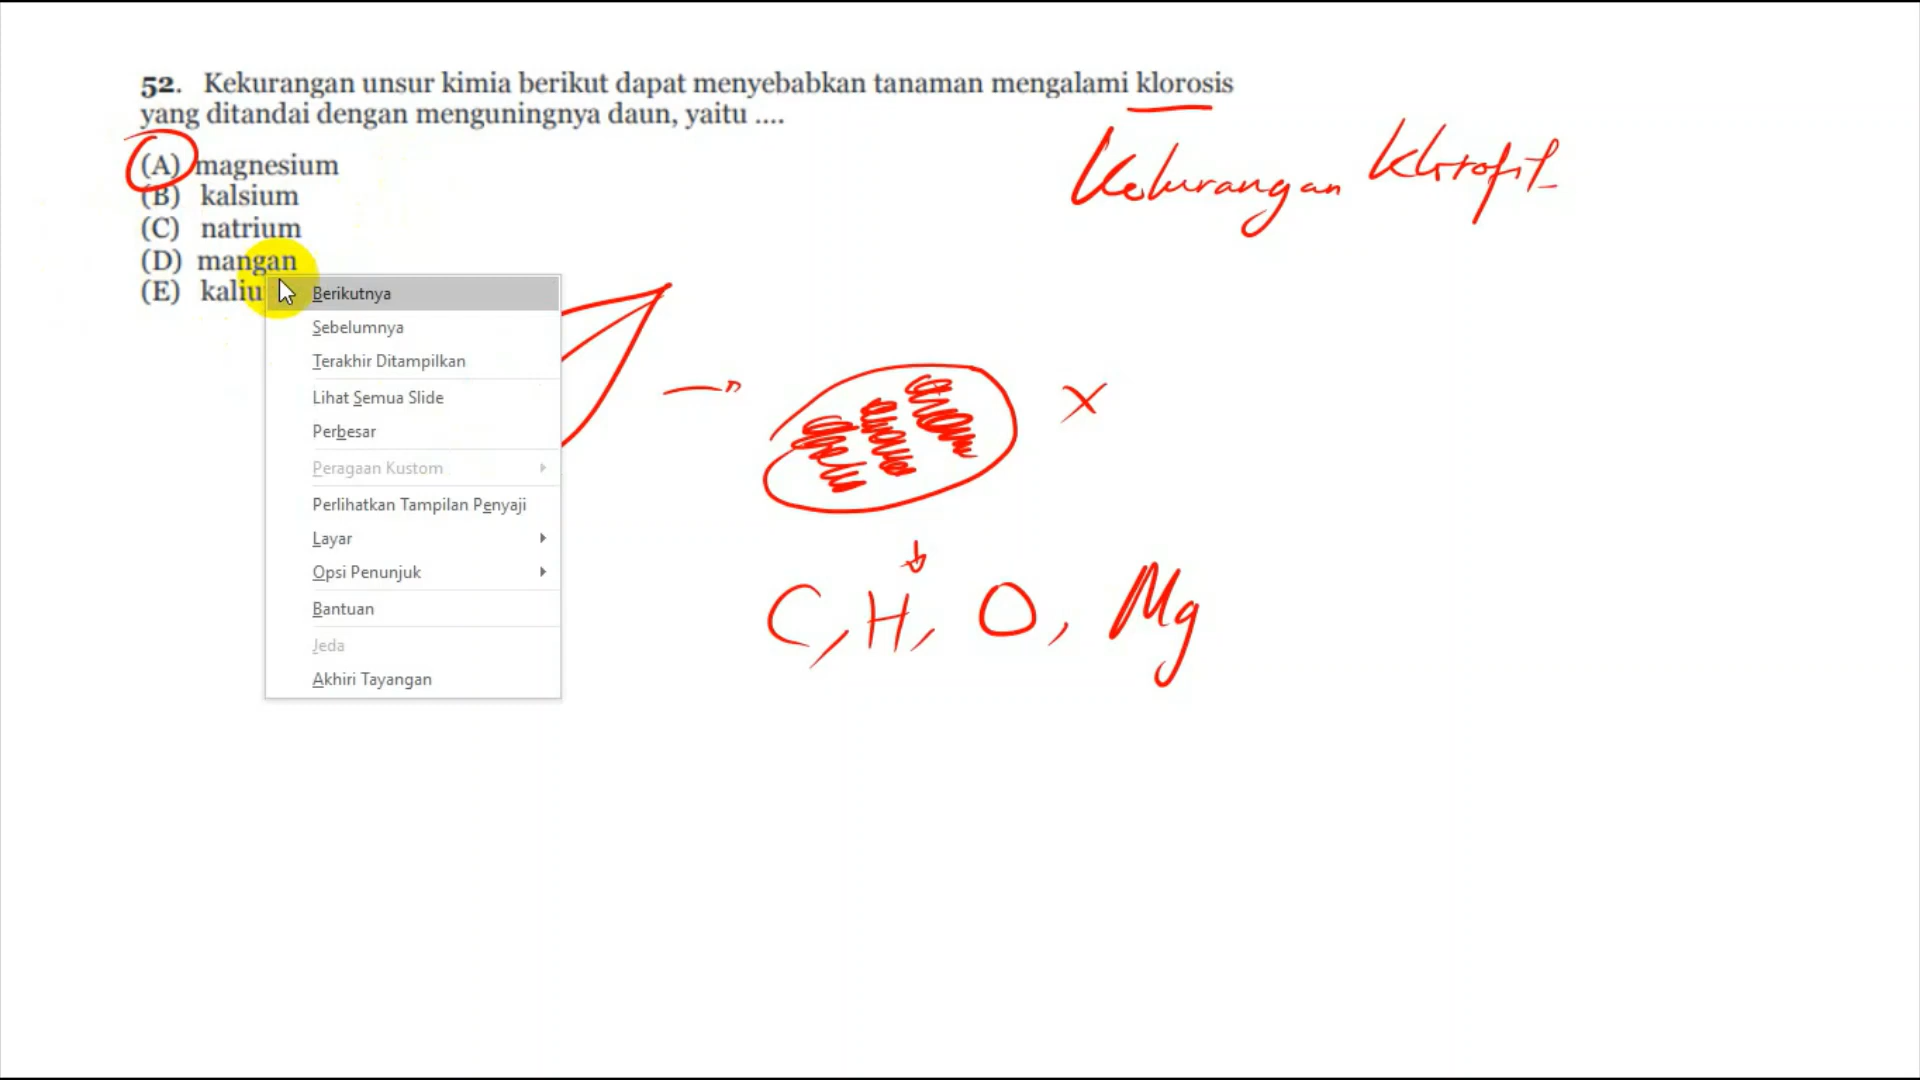 52. Kekurangan unsur kimia berikut dapat menyebabkan tanaman mengalami klorosis
yang ditandai dengan menguningnya daun, yaitu ....
(A) magnesium
(B) kalsium
(C) natrium
(D) mangan
(E) kaliu
Kekurangan klorofil
Berikutnya
Sebelumnya
Terakhir Ditampilkan
Lihat Semua Slide
Perbesar
Peragaan Kustom
Perlihatkan Tampilan Penyaji
Layar
Opsi Penunjuk
Bantuan
Jeda
Akhiri Tayangan
X
C, H, O, Mg